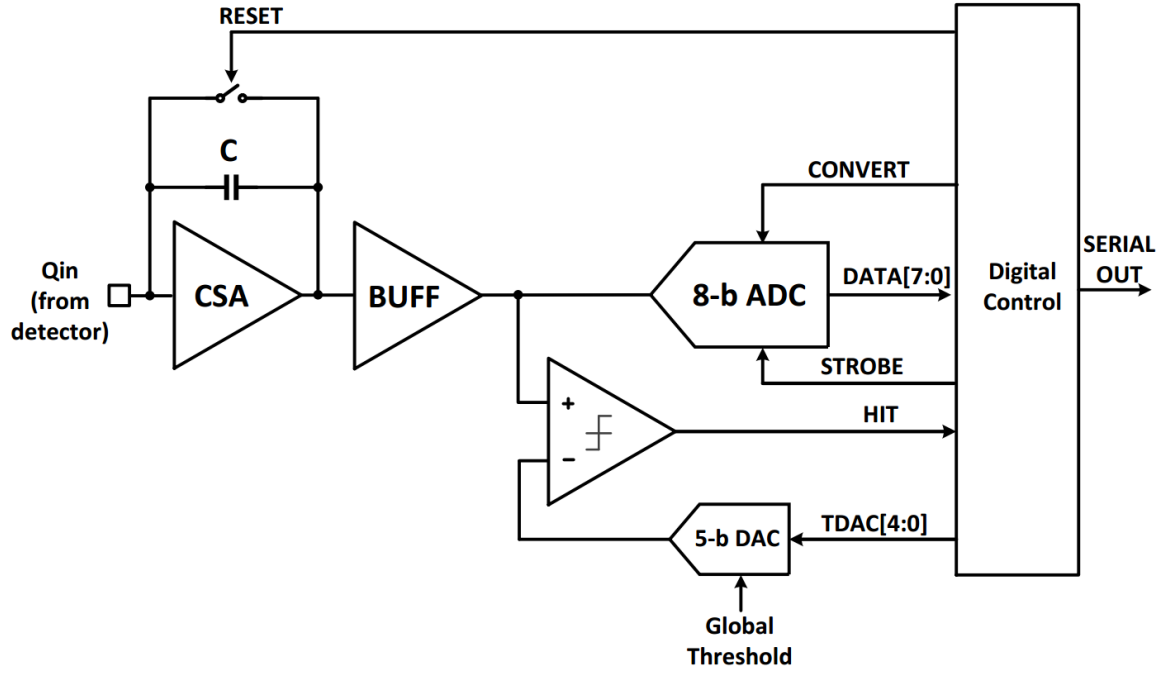 RESET
C
CONVERT
Qin
(from
detector)
CSA
BUFF
8-b ADC
DATA[7:0]
Digital
Control
SERIAL
OUT
STROBE
+
−
HIT
5-b DAC
TDAC[4:0]
Global
Threshold